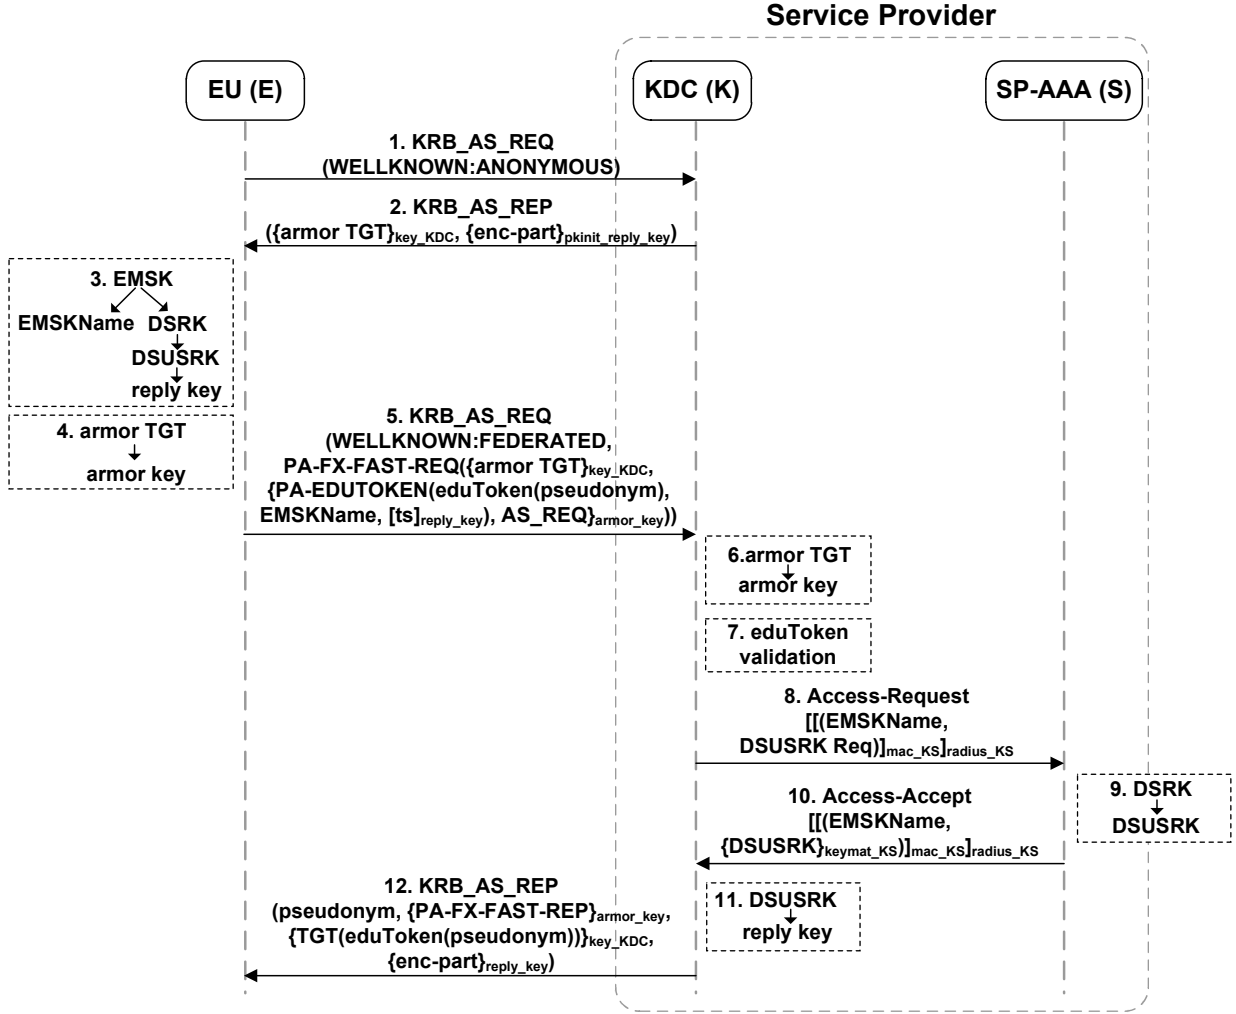 Service Provider
EU (E)
KDC (K)
SP-AAA (S)
1. KRB_AS_REQ
(WELLKNOWN:ANONYMOUS)
2. KRB_AS_REP
({armor TGT}key_KDC, {enc-part}pkinit_reply_key)
3. EMSK
EMSKName DSRK
DSUSRK
reply key
4. armor TGT
armor key
5. KRB_AS_REQ
(WELLKNOWN:FEDERATED,
PA-FX-FAST-REQ({armor TGT}key_KDC,
{PA-EDUTOKEN(eduToken(pseudonym),
EMSKName, [ts]reply_key), AS_REQ}armor_key))
6.armor TGT
armor key
7. eduToken
validation
8. Access-Request
[[(EMSKName,
DSUSRK Req)]mac_KS]radius_KS
9. DSRK
DSUSRK
10. Access-Accept
[[(EMSKName,
{DSUSRK}keymat_KS)]mac_KS]radius_KS
11. DSUSRK
reply key
12. KRB_AS_REP
(pseudonym, {PA-FX-FAST-REP}armor_key,
{TGT(eduToken(pseudonym))}key_KDC,
{enc-part}reply_key)